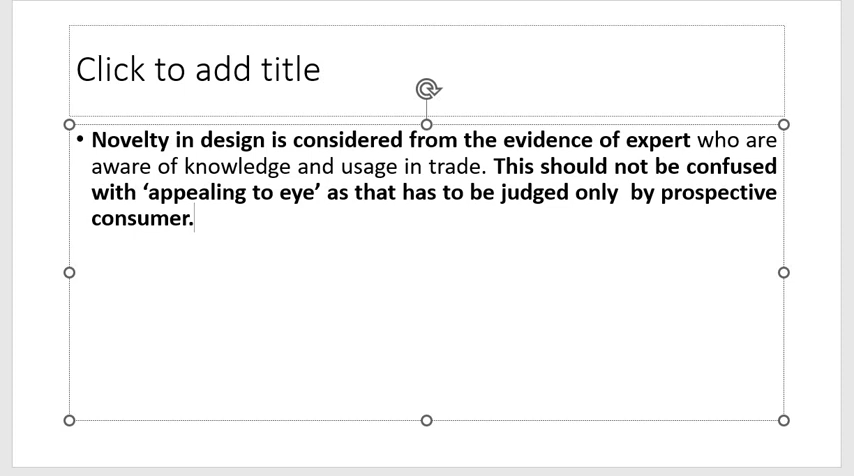 Click to add title
• Novelty in design is considered from the evidence of expert who are
aware of knowledge and usage in trade. This should not be confused
with ‘appealing to eye’ as that has to be judged only  by prospective
consumer.